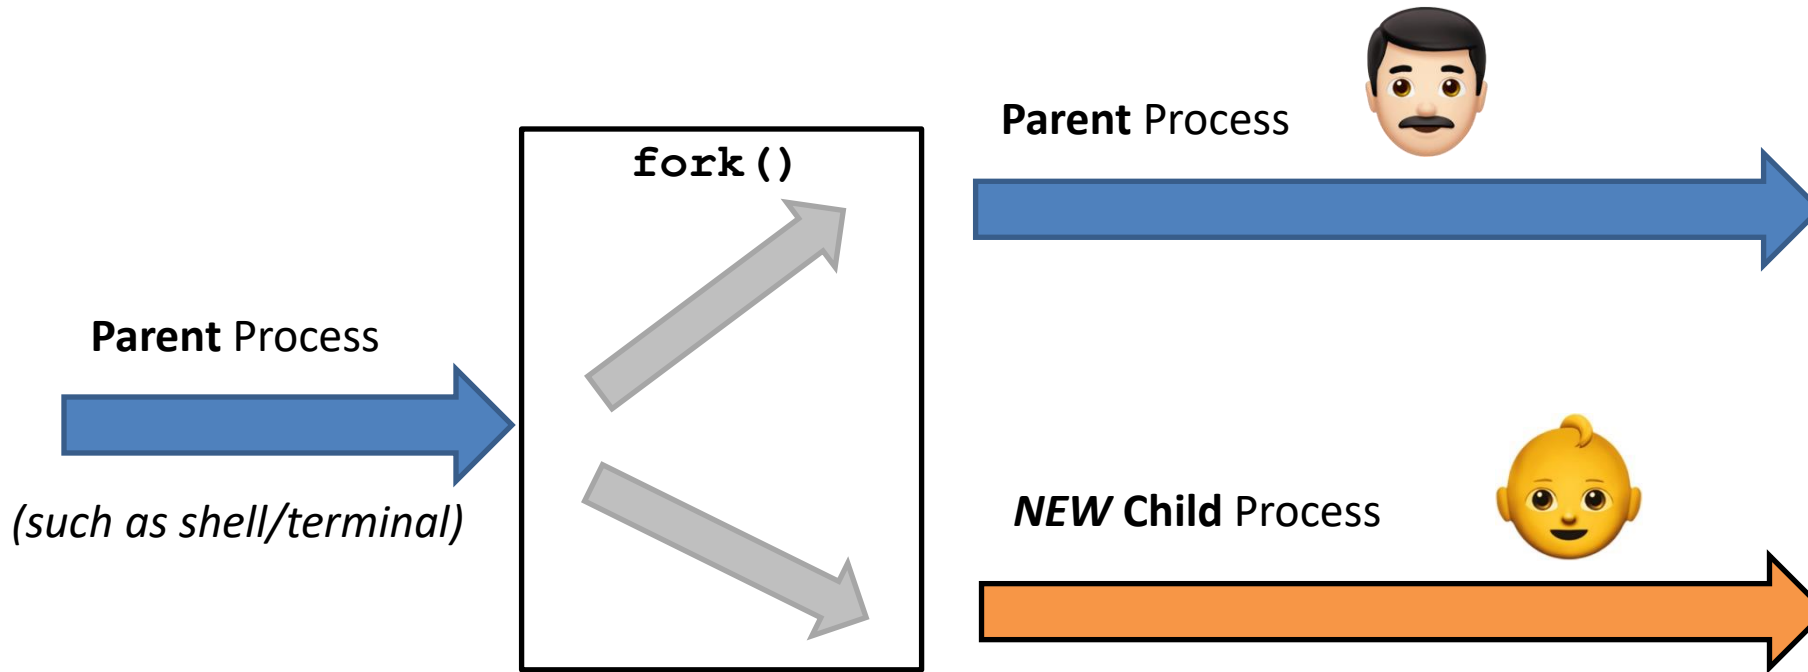 Parent Process
(such as shell/terminal)
fork()
Parent Process
NEW Child Process